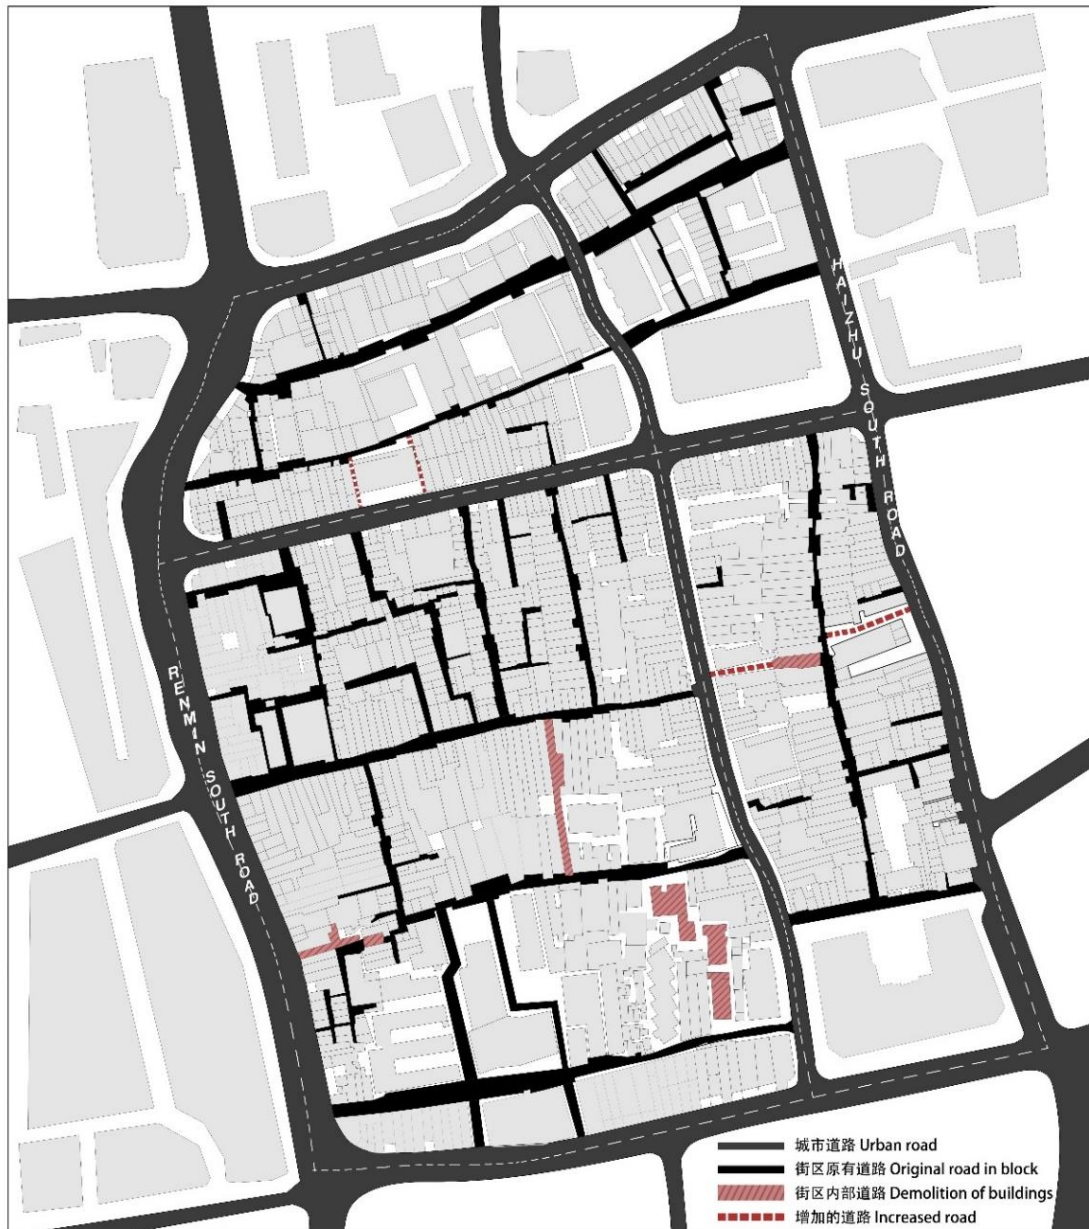 HAIZHU SOUTH ROAD
RENMIN SOUTH ROAD
城市道路 Urban road
街区原有道路 Original road in block
街区内部道路 Demolition of buildings
增加的道路 Increased road